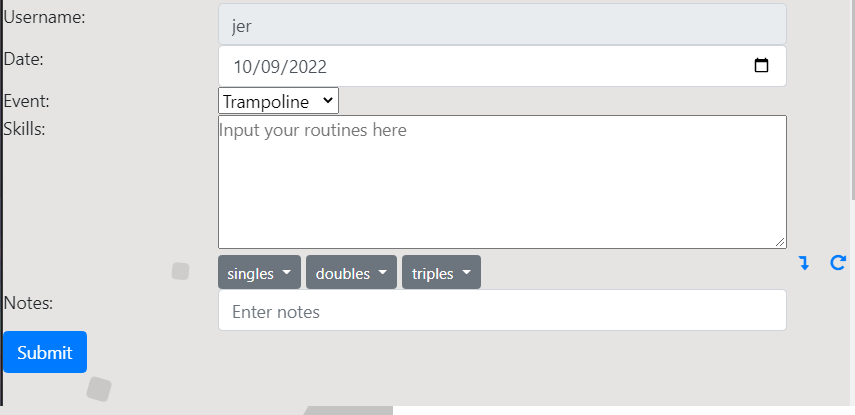 Username: jer
Date: 10/09/2022
Event: Trampoline
Skills: Input your routines here
singles doubles triples
Notes: Enter notes
Submit